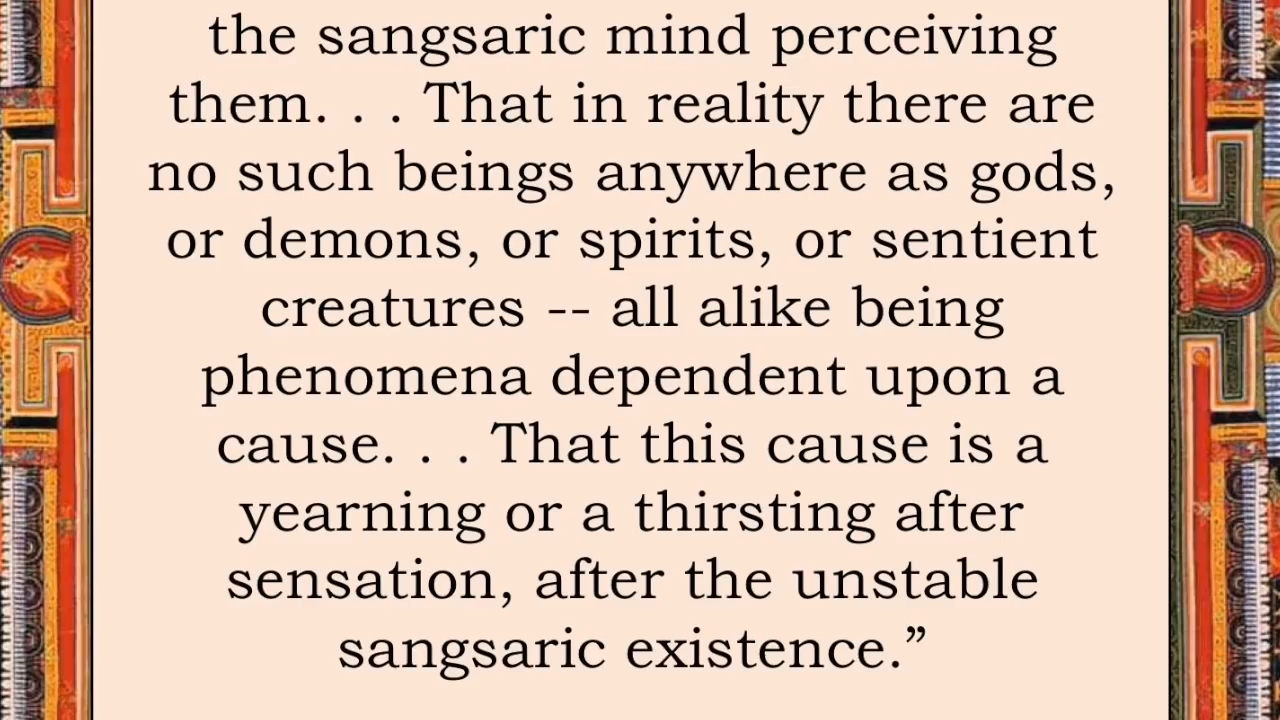 the sangsaric mind perceiving
them. . . That in reality there are
no such beings anywhere as gods,
or demons, or spirits, or sentient
creatures -- all alike being
phenomena dependent upon a
cause. . . That this cause is a
yearning or a thirsting after
sensation, after the unstable
sangsaric existence.”